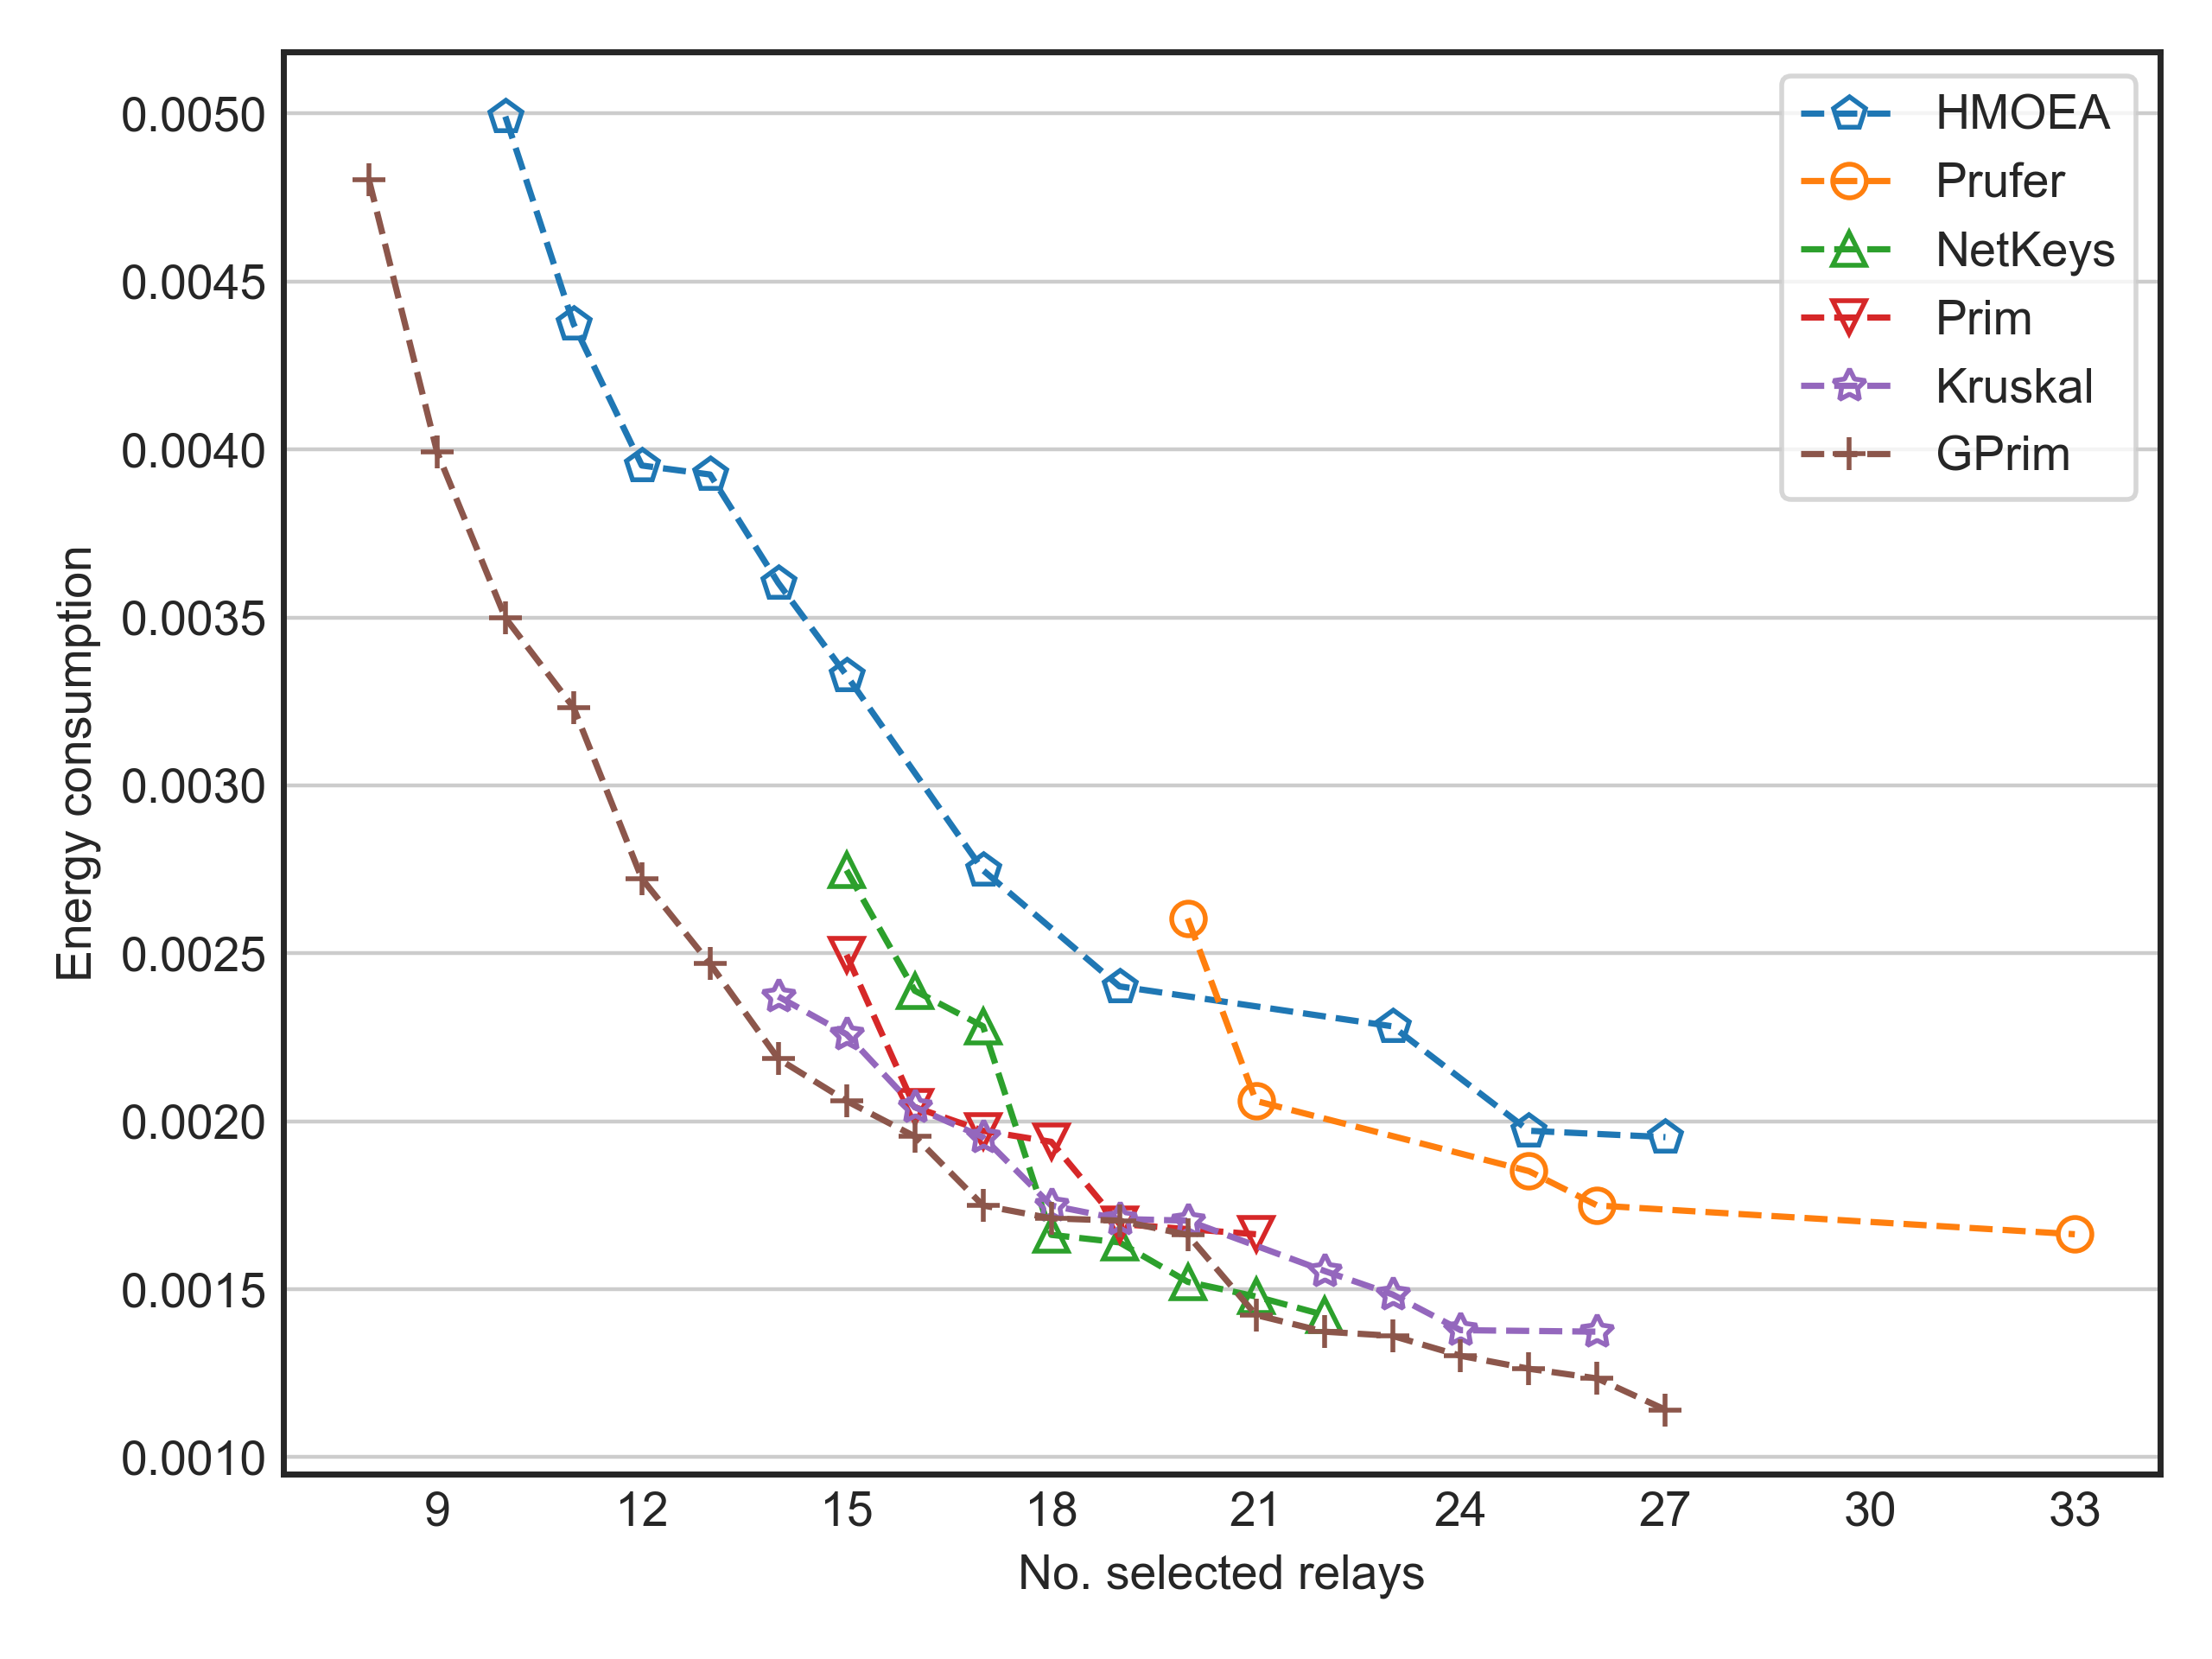 0.0050
0.0045
0.0040
0.0035
0.0030
0.0025
0.0020
0.0015
0.0010
Energy consumption
9 12 15 18 21 24 27 30 33
No. selected relays
HMOEA
Prufer
NetKeys
Prim
Kruskal
GPrim